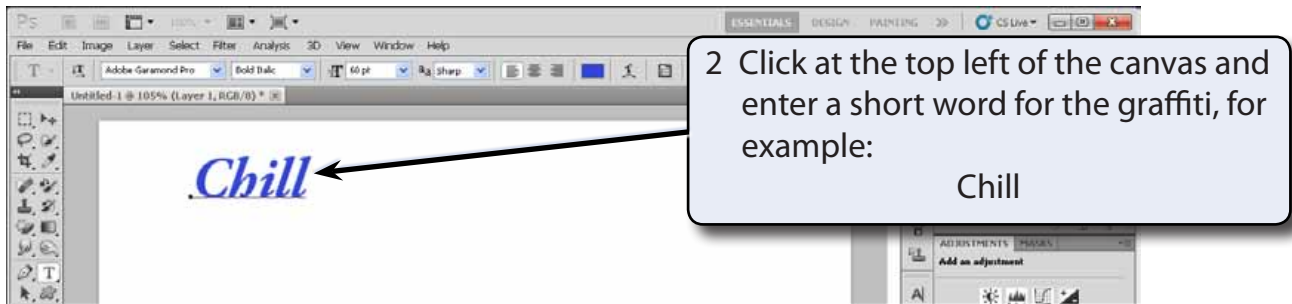 Ps 100% ESSENTIALS DESIGN PAINTING >> CS Live
File Edit Image Layer Select Filter Analysis 3D View Window Help
T Adobe Garamond Pro Bold Italic 60 pt aa Sharp
Untitled-1 @ 105% (Layer 1, RGB/8) *
2 Click at the top left of the canvas and
enter a short word for the graffiti, for
example:
Chill
Chill
ADJUSTMENTS MASKS
Add an adjustment
A
T